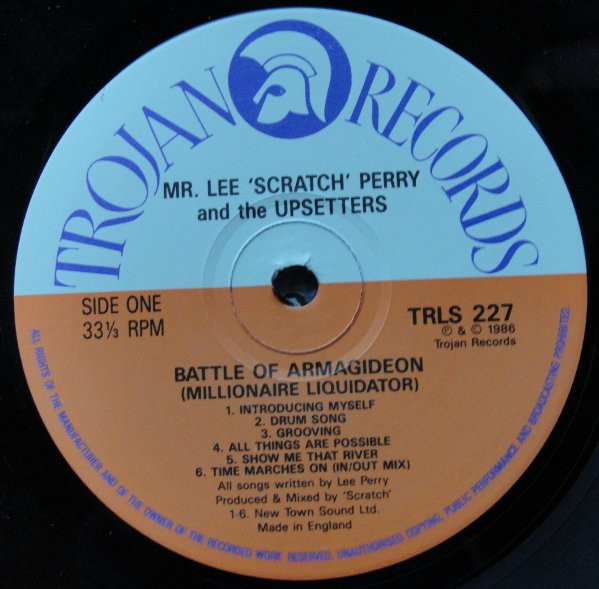 TROJAN RECORDS
MR. LEE 'SCRATCH' PERRY
and the UPSETTERS
SIDE ONE
33⅓ RPM
TRLS 227
℗ & © 1986
Trojan Records
BATTLE OF ARMAGIDEON
(MILLIONAIRE LIQUIDATOR)
1. INTRODUCING MYSELF
2. DRUM SONG
3. GROOVING
4. ALL THINGS ARE POSSIBLE
5. SHOW ME THAT RIVER
6. TIME MARCHES ON (IN/OUT MIX)
All songs written by Lee Perry
Produced & Mixed by 'Scratch'
1-6. New Town Sound Ltd.
Made in England
ALL RIGHTS OF THE MANUFACTURER AND OF THE OWNER OF THE RECORDED WORK RESERVED. UNAUTHORISED COPYING, PUBLIC PERFORMANCE AND BROADCASTING PROHIBITED.